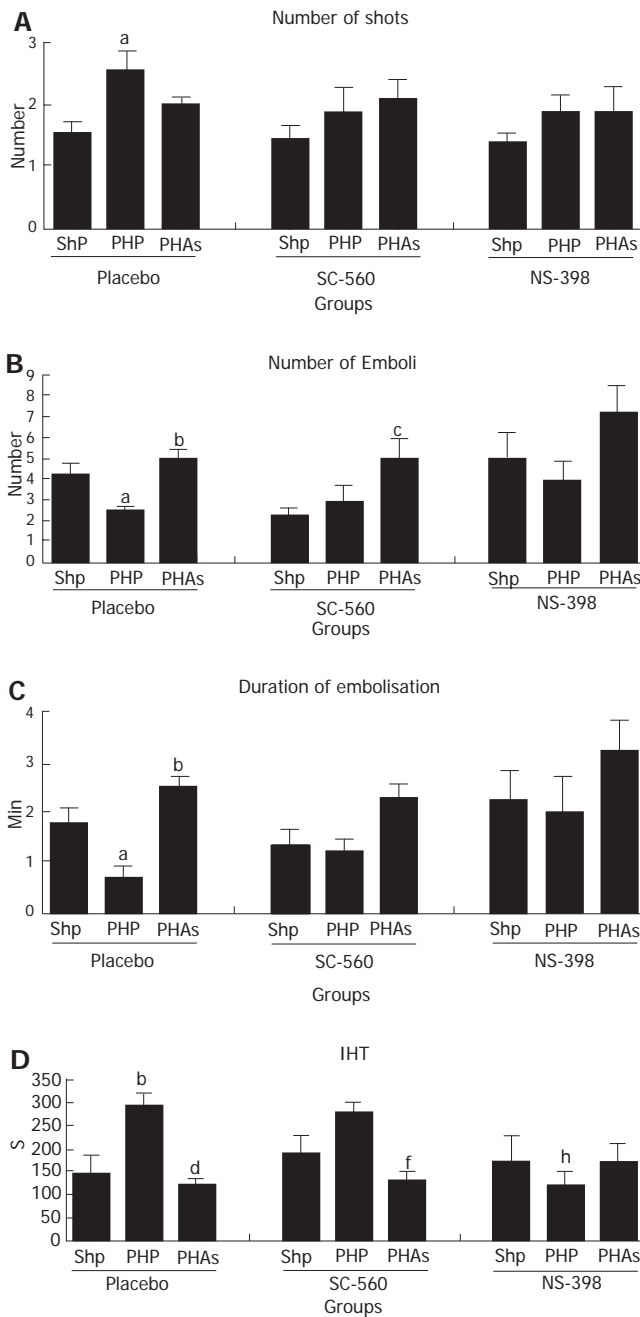 A
Number of shots
a
3
2
1
0
Number
ShP PHP PHAs Shp PHP PHAs Shp PHP PHAs
Placebo SC-560 NS-398
Groups
B
Number of Emboli
9
8
7
6
5
4
3
2
1
0
Number
a b c
Shp PHP PHAs Shp PHP PHAs Shp PHP PHAs
Placebo SC-560 NS-398
Groups
C
Duration of embolisation
4
3
2
1
0
Min
a b
Shp PHP PHAs Shp PHP PHAs Shp PHP PHAs
Placebo SC-560 NS-398
Groups
D
IHT
350
300
250
200
150
100
50
0
S
b d f h
Shp PHP PHAs Shp PHP PHAs Shp PHP PHAs
Placebo SC-560 NS-398
Groups